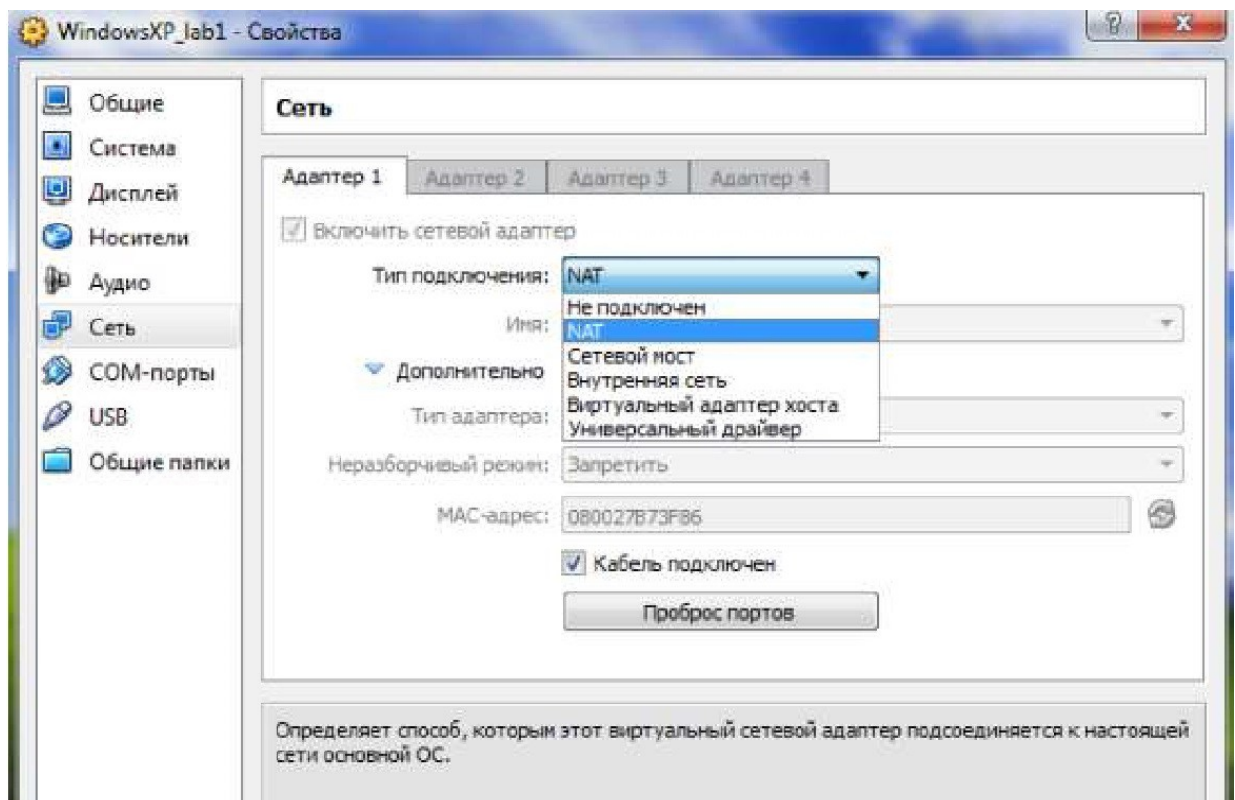 WindowsXP_lab1 - Свойства
Общие
Система
Дисплей
Носители
Аудио
Сеть
COM-порты
USB
Общие папки
Сеть
Адаптер 1 Адаптер 2 Адаптер 3 Адаптер 4
Включить сетевой адаптер
Тип подключения: NAT
Не подключен
NAT
Сетевой мост
Внутренняя сеть
Виртуальный адаптер хоста
Универсальный драйвер
Имя:
Дополнительно
Тип адаптера:
Неразборчивый режим: Запретить
MAC-адрес: 080027B73F86
Кабель подключен
Проброс портов
Определяет способ, которым этот виртуальный сетевой адаптер подсоединяется к настоящей
сети основной ОС.